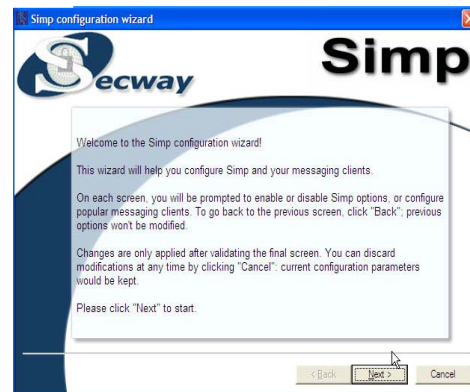 Simp configuration wizard
Secway
Simp
Welcome to the Simp configuration wizard!
This wizard will help you configure Simp and your messaging clients.
On each screen, you will be prompted to enable or disable Simp options, or configure
popular messaging clients. To go back to the previous screen, click "Back"; previous
options won't be modified.
Changes are only applied after validating the final screen. You can discard
modifications at any time by clicking "Cancel": current configuration parameters
would be kept.
Please click "Next" to start.
< Back
Next >
Cancel